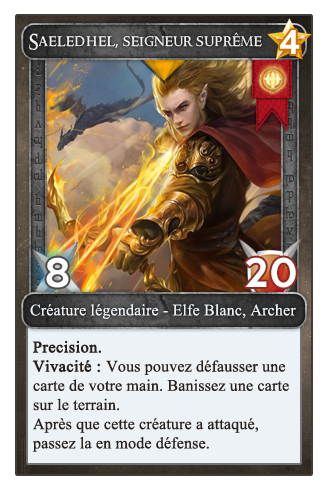 Saeledhel, seigneur suprême
4
8
20
Créature légendaire - Elfe Blanc, Archer
Precision.
Vivacité : Vous pouvez défausser une
carte de votre main. Banissez une carte
sur le terrain.
Après que cette créature a attaqué,
passez la en mode défense.